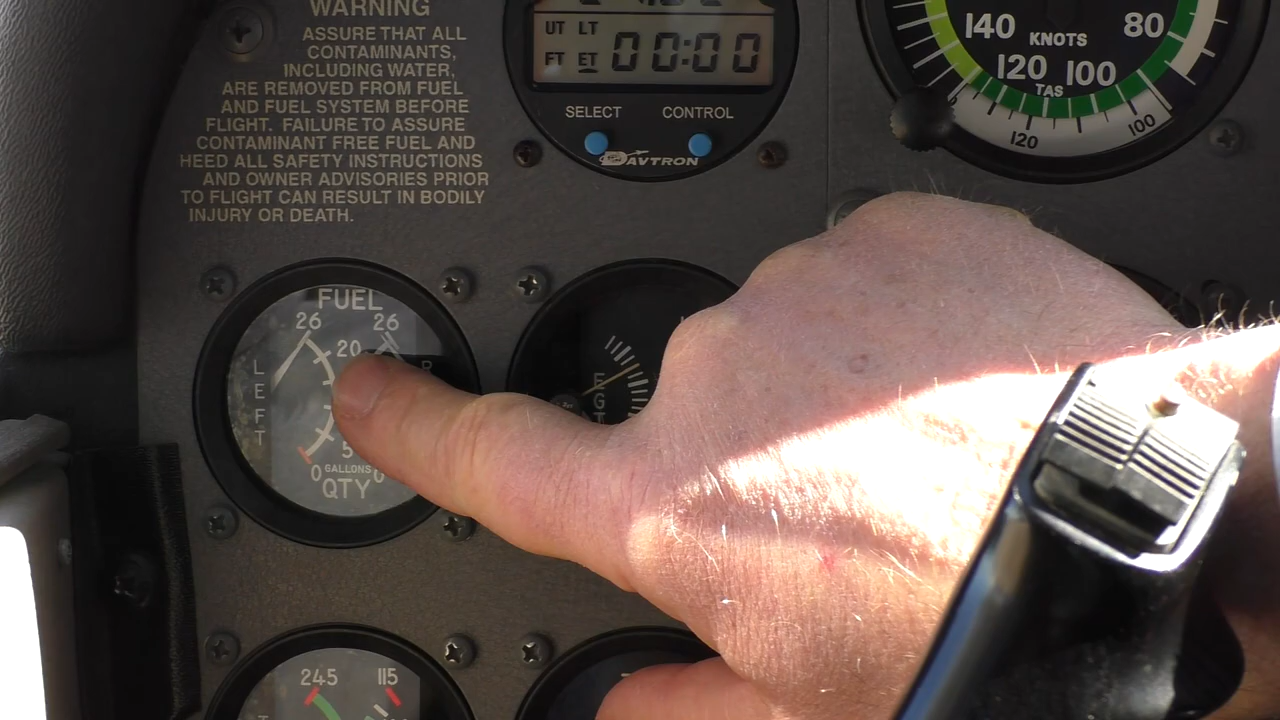 WARNING
ASSURE THAT ALL
CONTAMINANTS,
INCLUDING WATER,
ARE REMOVED FROM FUEL
AND FUEL SYSTEM BEFORE
FLIGHT. FAILURE TO ASSURE
CONTAMINANT FREE FUEL AND
HEED ALL SAFETY INSTRUCTIONS
AND OWNER ADVISORIES PRIOR
TO FLIGHT CAN RESULT IN BODILY
INJURY OR DEATH.
UT LT
FT ET 00:00
SELECT CONTROL
DAVTRON
140 KNOTS 80
120 100
TAS
120 100
FUEL
26 26
20
LEFT
R
5
0 GALLONS 0
QTY
EGT
245 115